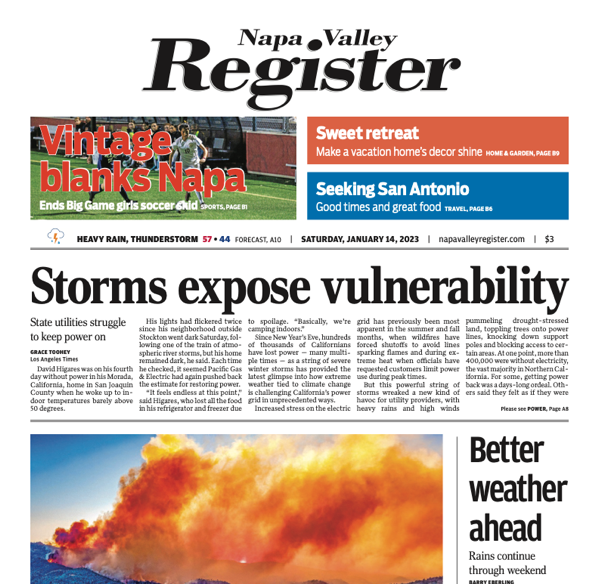 Napa Valley
Register
Vintage
blanks Napa
Ends Big Game girls soccer skid SPORTS, PAGE B1
Sweet retreat
Make a vacation home's decor shine HOME & GARDEN, PAGE B9
Seeking San Antonio
Good times and great food TRAVEL, PAGE B6
HEAVY RAIN, THUNDERSTORM 57 • 44 FORECAST, A10 | SATURDAY, JANUARY 14, 2023 | napavalleyregister.com | $3
Storms expose vulnerability
State utilities struggle
to keep power on
GRACE TOOHEY
Los Angeles Times
David Higares was on his fourth
day without power in his Morada,
California, home in San Joaquin
County when he woke up to in-
door temperatures barely above
50 degrees.
His lights had flickered twice
since his neighborhood outside
Stockton went dark Saturday, fol-
lowing one of the train of atmo-
spheric river storms, but his home
remained dark, he said. Each time
he checked, it seemed Pacific Gas
& Electric had again pushed back
the estimate for restoring power.
"It feels endless at this point,"
said Higares, who lost all the food
in his refrigerator and freezer due
to spoilage. "Basically, we're
camping indoors."
Since New Year's Eve, hundreds
of thousands of Californians
have lost power — many multi-
ple times — as a string of severe
winter storms has provided the
latest glimpse into how extreme
weather tied to climate change
is challenging California's power
grid in unprecedented ways.
Increased stress on the electric
grid has previously been most
apparent in the summer and fall
months, when wildfires have
forced shutoffs to avoid lines
sparking flames and during ex-
treme heat when officials have
requested customers limit power
use during peak times.
But this powerful string of
storms wreaked a new kind of
havoc for utility providers, with
heavy rains and high winds
pummeling drought-stressed
land, toppling trees onto power
lines, knocking down support
poles and blocking access to cer-
tain areas. At one point, more than
400,000 were without electricity,
the vast majority in Northern Cal-
ifornia. For some, getting power
back was a days-long ordeal. Oth-
ers said they felt as if they were
Please see POWER, Page A8
Better
weather
ahead
Rains continue
through weekend
BARRY EBERLING